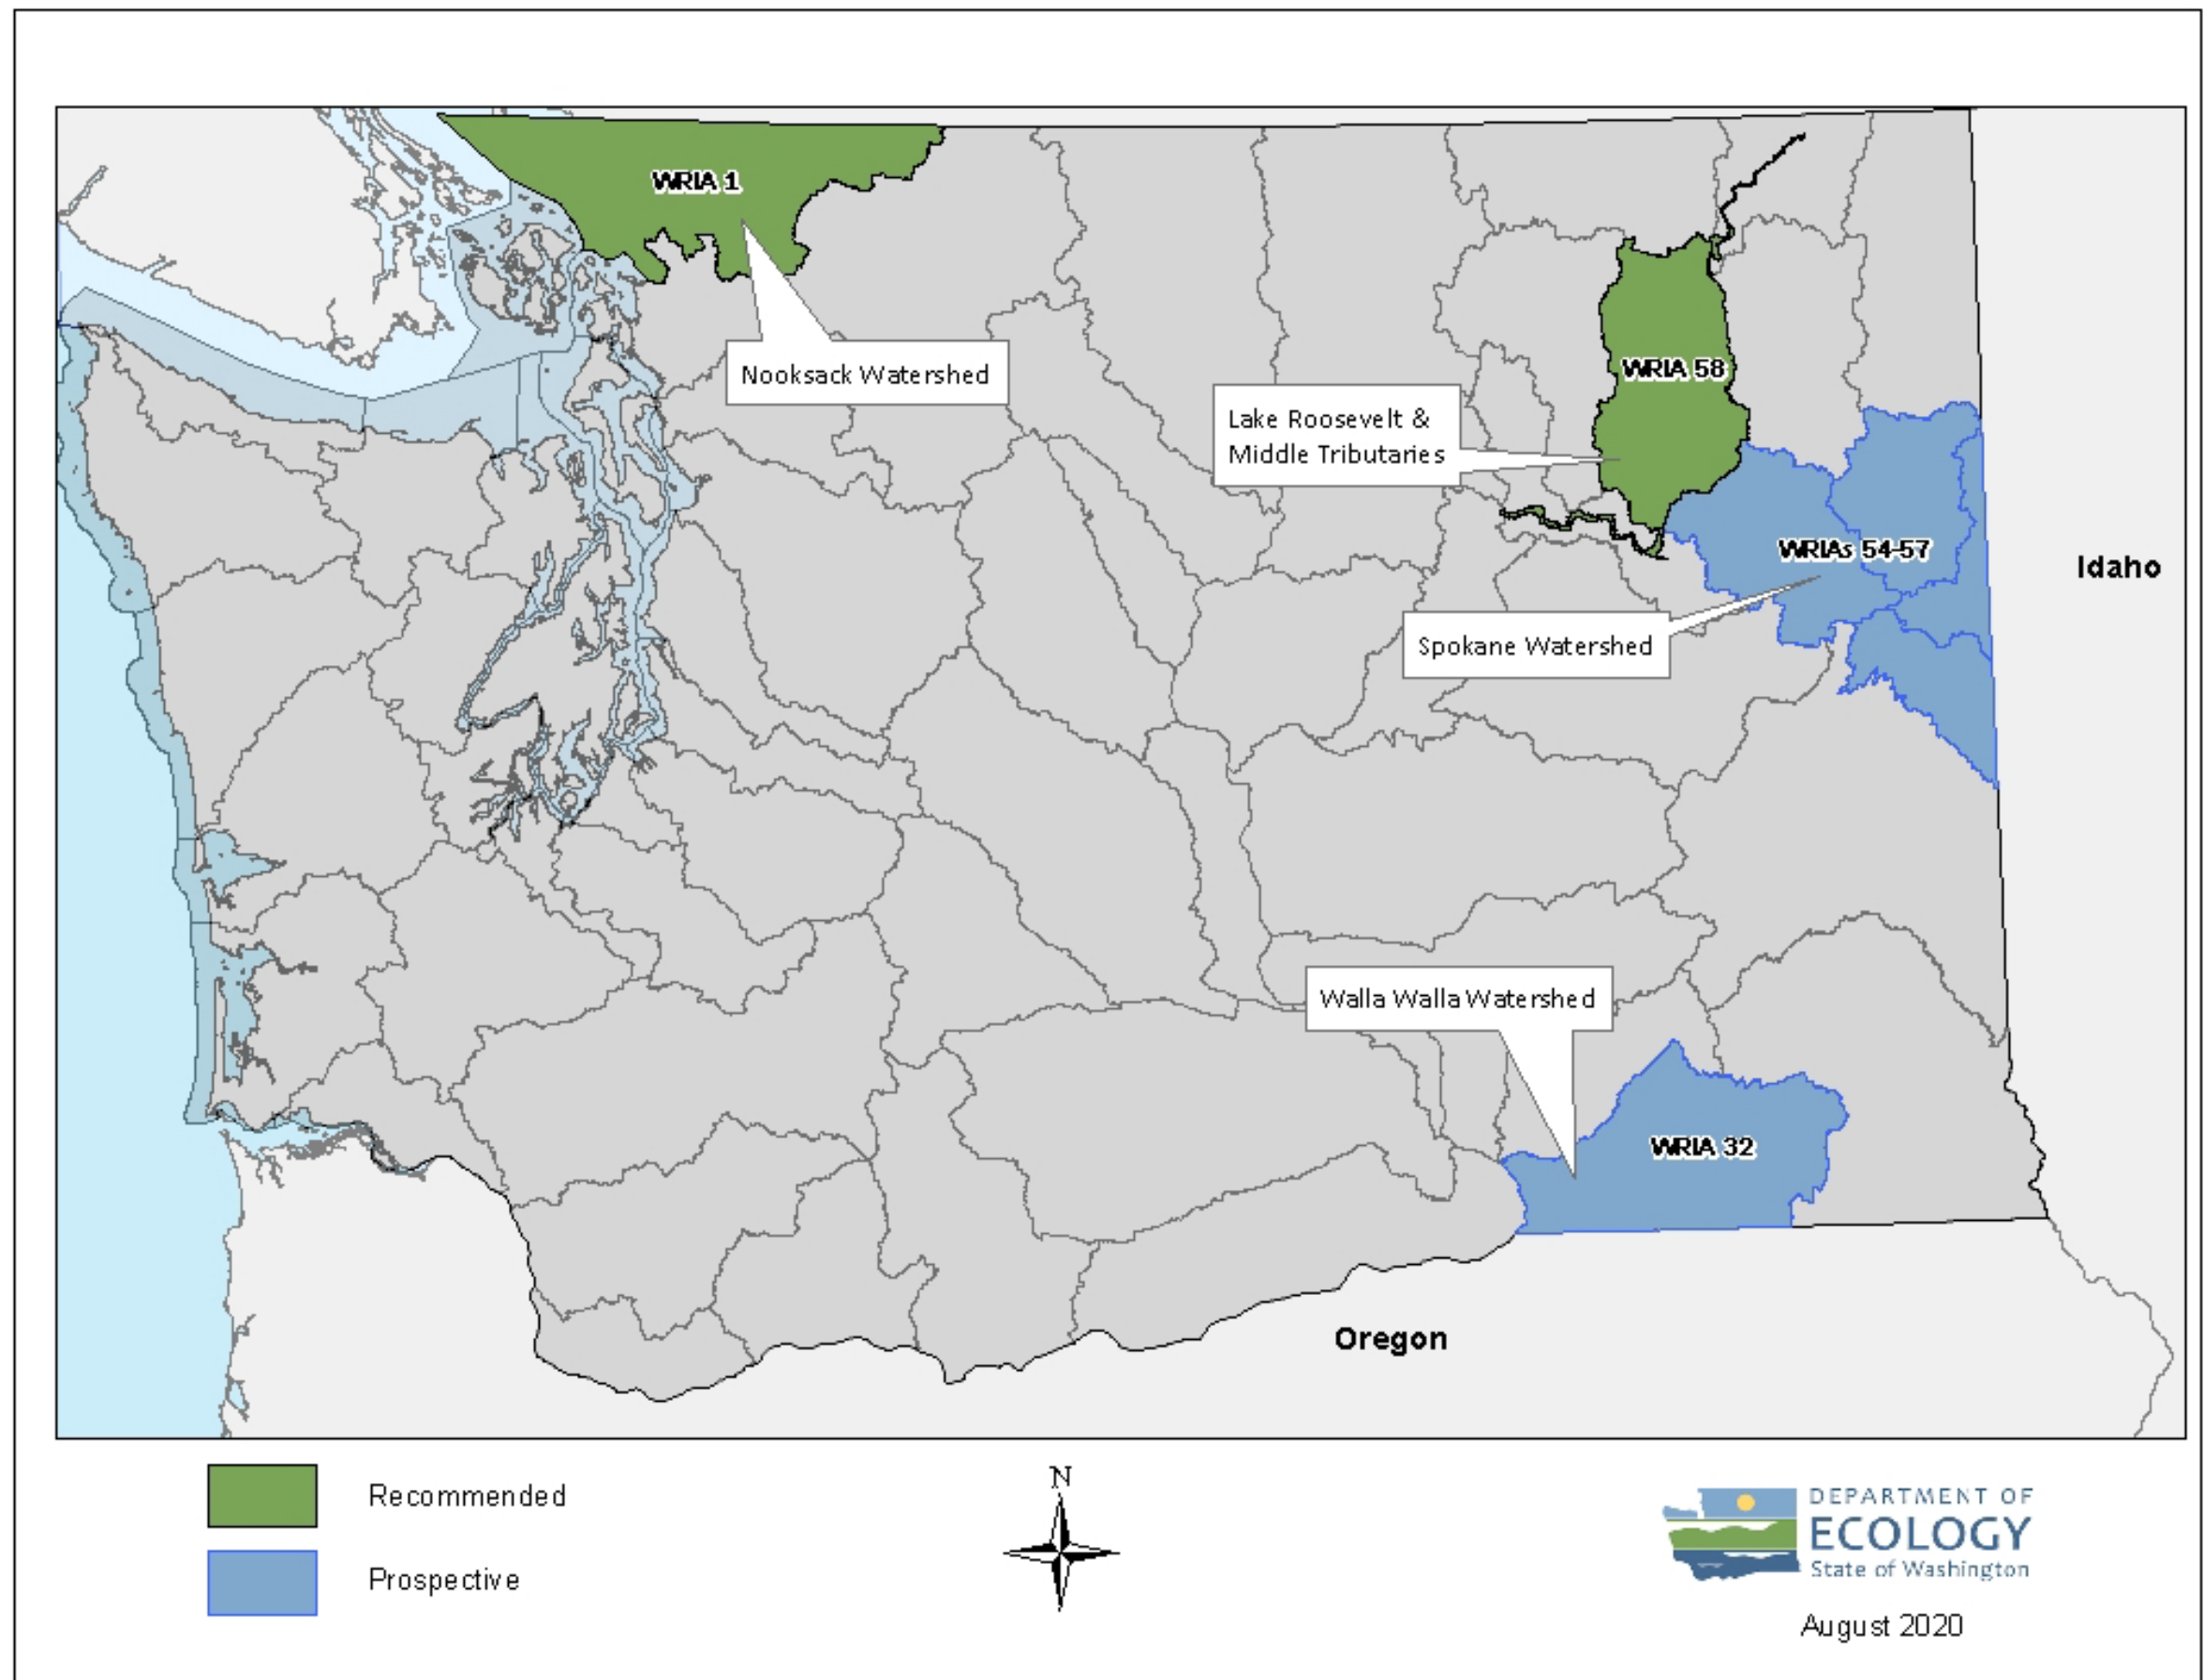 WRIA 1
Nooksack Watershed
WRIA 58
Lake Roosevelt &
Middle Tributaries
WRIAs 54-57
Idaho
Spokane Watershed
Walla Walla Watershed
WRIA 32
Oregon
Recommended
Prospective
N
DEPARTMENT OF
ECOLOGY
State of Washington
August 2020